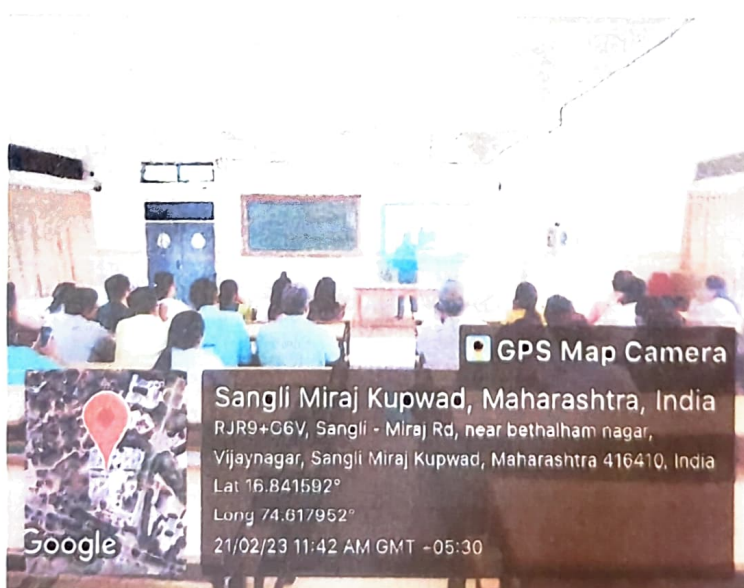 GPS Map Camera
Sangli Miraj Kupwad, Maharashtra, India
RJR9+G6V, Sangli - Miraj Rd, near bethalham nagar,
Vijaynagar, Sangli Miraj Kupwad, Maharashtra 416410, India
Lat 16.841592°
Long 74.617952°
21/02/23 11:42 AM GMT +05:30
Google